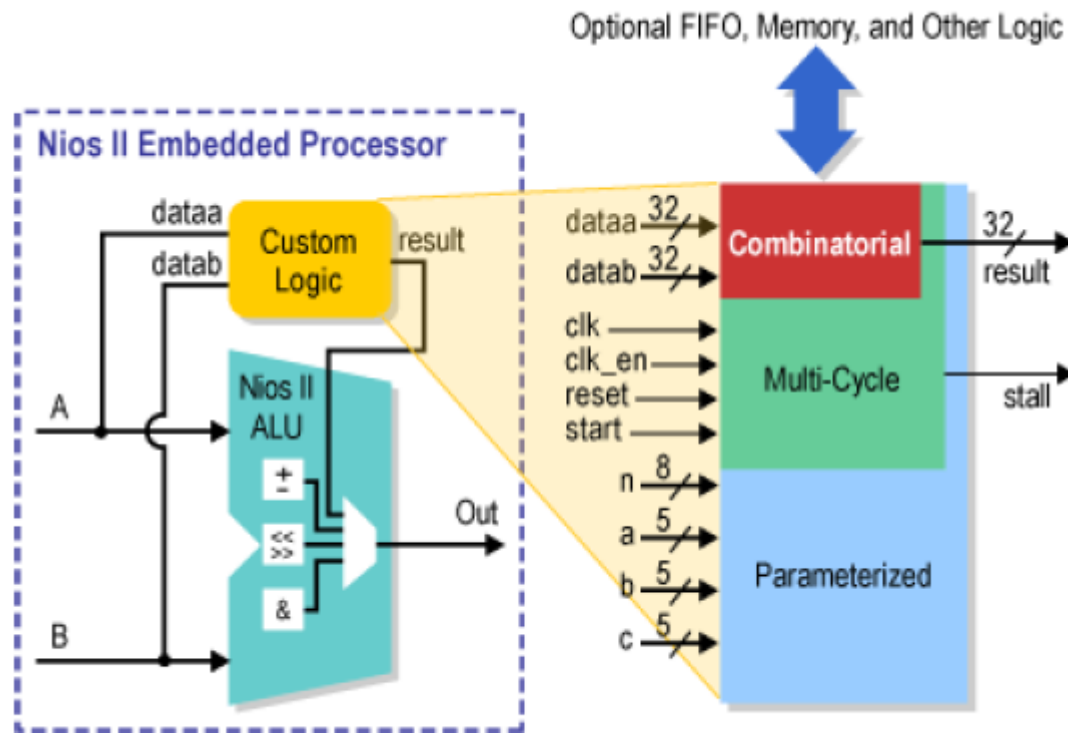 Optional FIFO, Memory, and Other Logic
Nios II Embedded Processor
dataa
datab
Custom
Logic
result
A
B
Nios II
ALU
+
-
<<
>>
&
Out
dataa
32
datab
32
clk
clk_en
reset
start
n
8
a
5
b
5
c
5
Combinatorial
Multi-Cycle
Parameterized
32
result
stall